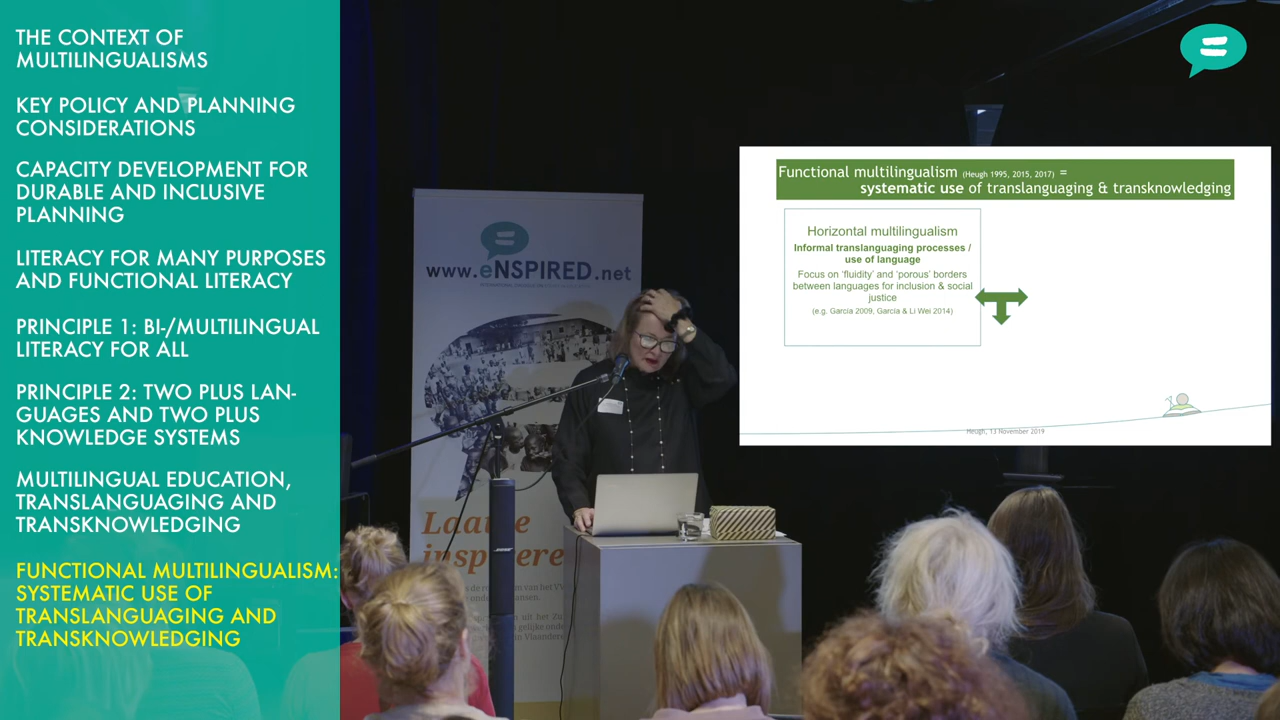 THE CONTEXT OF
MULTILINGUALISMS
KEY POLICY AND PLANNING
CONSIDERATIONS
CAPACITY DEVELOPMENT FOR
DURABLE AND INCLUSIVE
PLANNING
LITERACY FOR MANY PURPOSES
AND FUNCTIONAL LITERACY
PRINCIPLE 1: BI-/MULTILINGUAL
LITERACY FOR ALL
PRINCIPLE 2: TWO PLUS LAN-
GUAGES AND TWO PLUS
KNOWLEDGE SYSTEMS
MULTILINGUAL EDUCATION,
TRANSLANGUAGING AND
TRANSKNOWLEDGING
FUNCTIONAL MULTILINGUALISM:
SYSTEMATIC USE OF
TRANSLANGUAGING AND
TRANSKNOWLEDGING
www.eNSPIRED.net
Functional multilingualism (Heugh 1995, 2015, 2017) =
systematic use of translanguaging & transknowledging
Horizontal multilingualism
Informal translanguaging processes /
use of language
Focus on 'fluidity' and 'porous' borders
between languages for inclusion & social
justice
(e.g. García 2009, García & Li Wei 2014)
Heugh, 13 November 2019